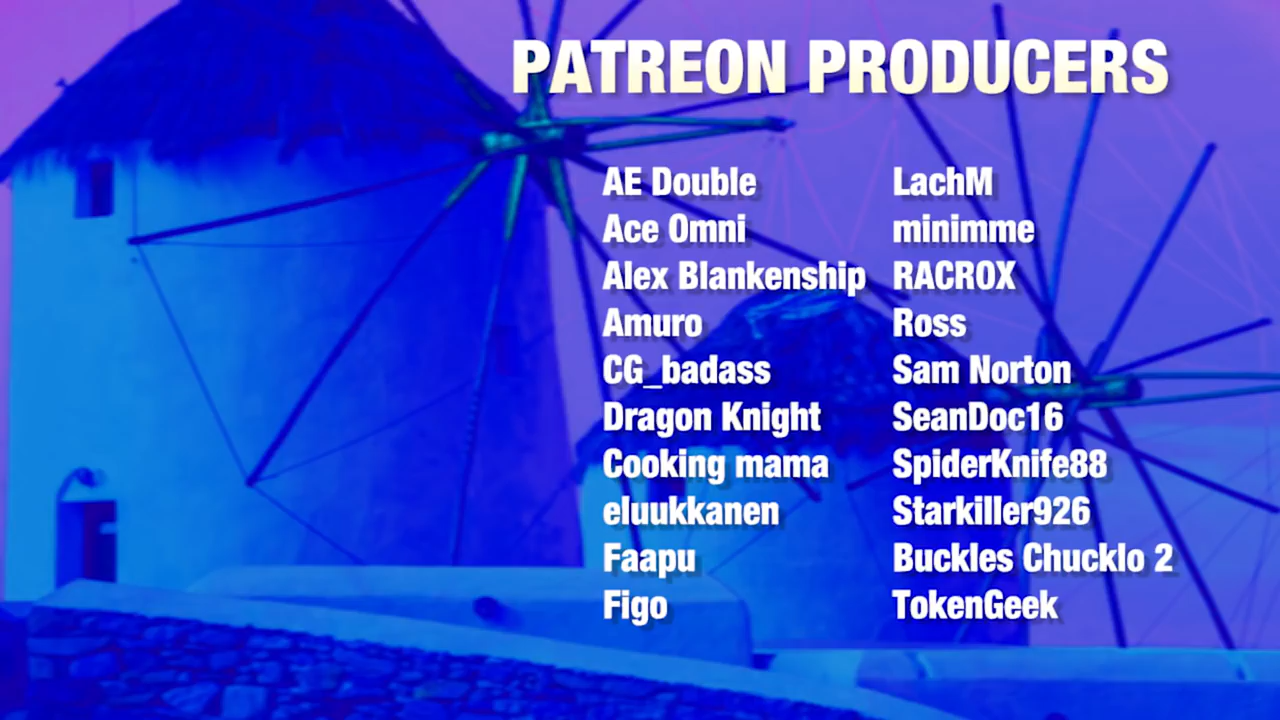 PATREON PRODUCERS
AE Double
Ace Omni
Alex Blankenship
Amuro
CG_badass
Dragon Knight
Cooking mama
eluukkanen
Faapu
Figo
LachM
minimme
RACROX
Ross
Sam Norton
SeanDoc16
SpiderKnife88
Starkiller926
Buckles Chucklo 2
TokenGeek